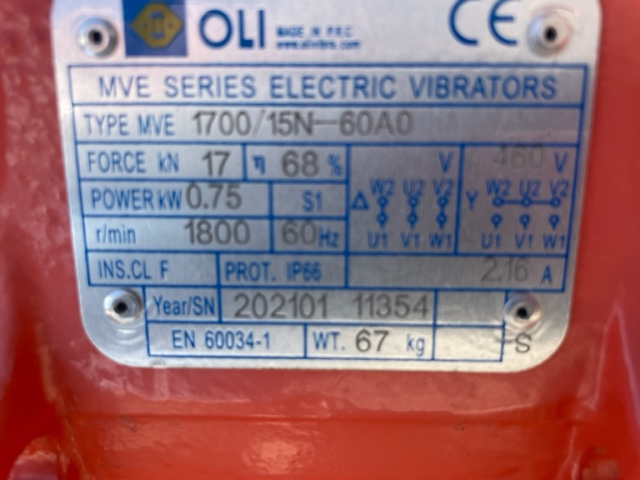 OLI
MADE IN P.R.C
www.olivibra.com
CE
MVE SERIES ELECTRIC VIBRATORS
TYPE MVE 1700/15N-60A0
FORCE kN 17 η 68 % V 460 V
POWER kW 0.75 S1 Δ W2 U2 V2 Y W2 U2 V2
r/min 1800 60 Hz U1 V1 W1 U1 V1 W1
INS.CL F PROT. IP66 2.16 A
Year/SN 202101 11354
EN 60034-1 WT. 67 kg S